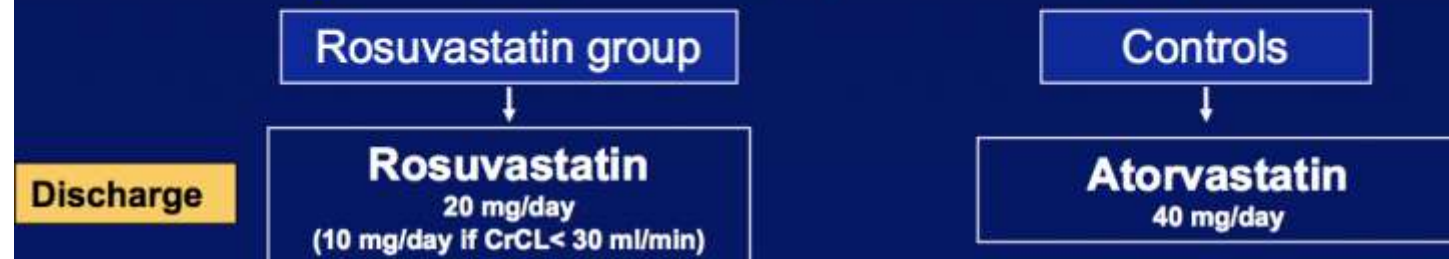 Rosuvastatin group
Controls
Discharge
Rosuvastatin
20 mg/day
(10 mg/day if CrCL< 30 ml/min)
Atorvastatin
40 mg/day